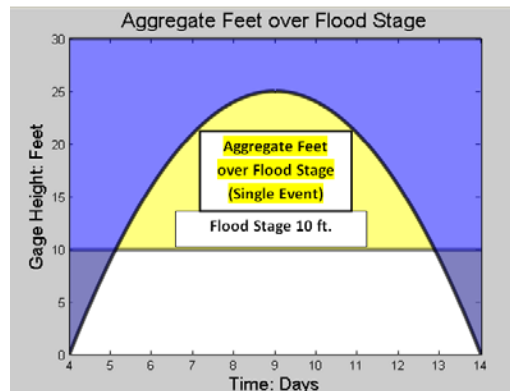 Aggregate Feet over Flood Stage
30
25
20
15
10
5
0
Gage Height: Feet
Aggregate Feet
over Flood Stage
(Single Event)
Flood Stage 10 ft.
4 5 6 7 8 9 10 11 12 13 14
Time: Days